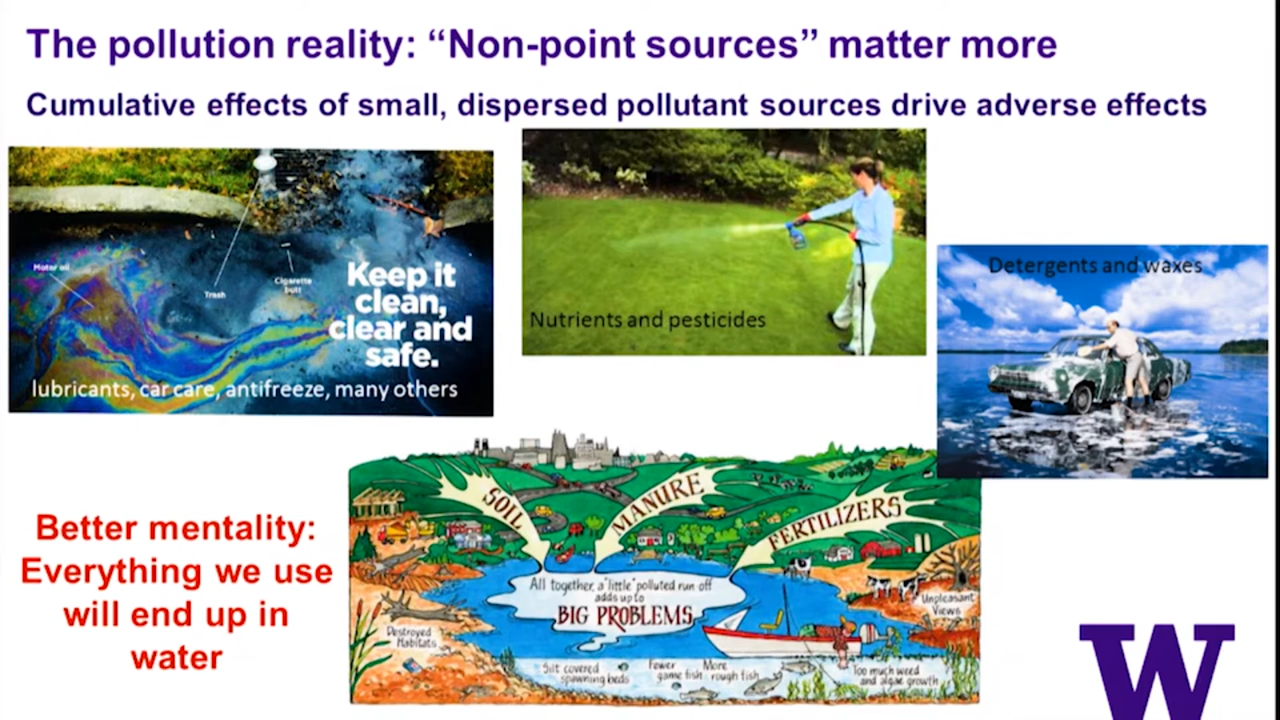 The pollution reality: “Non-point sources” matter more
Cumulative effects of small, dispersed pollutant sources drive adverse effects
Motor oil
Trash
Cigarette
butt
Keep it
clean,
clear and
safe.
lubricants, car care, antifreeze, many others
Nutrients and pesticides
Detergents and waxes
Better mentality:
Everything we use
will end up in
water
SOIL
MANURE
FERTILIZERS
All together, a "little" polluted run off
adds up to
BIG PROBLEMS
Destroyed
Habitats
Unpleasant
Views
Silt covered
spawning beds
Fewer
game fish
More
rough fish
Too much weed
and algae growth
W